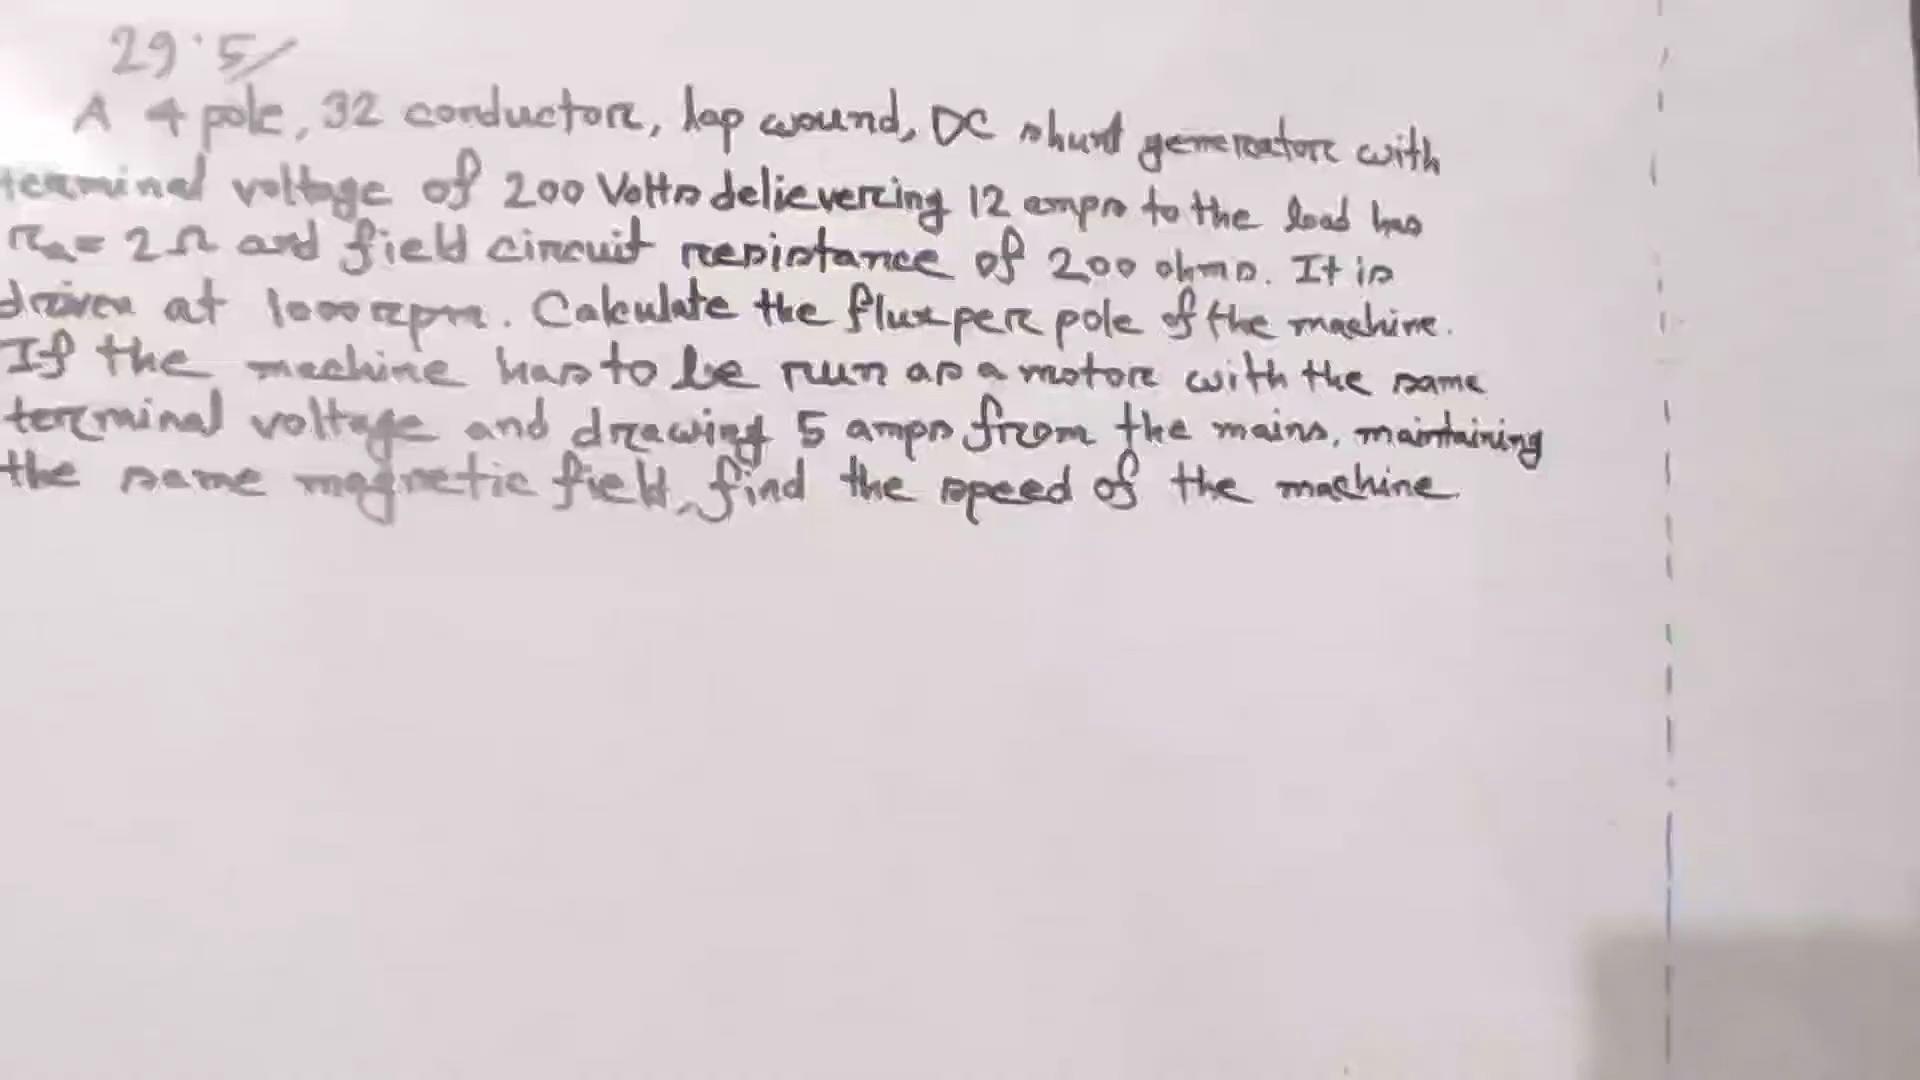 29.5/
A 4 pole, 32 conductor, lap wound, DC shunt generator with
terminal voltage of 200 Volts delievering 12 amps to the load has
ra = 2Ω and field circuit resistance of 200 ohms. It is
driven at 1000 rpm. Calculate the flux per pole of the machine.
If the machine has to be run as a motor with the same
terminal voltage and drawing 5 amps from the mains, maintaining
the same magnetic field, find the speed of the machine.